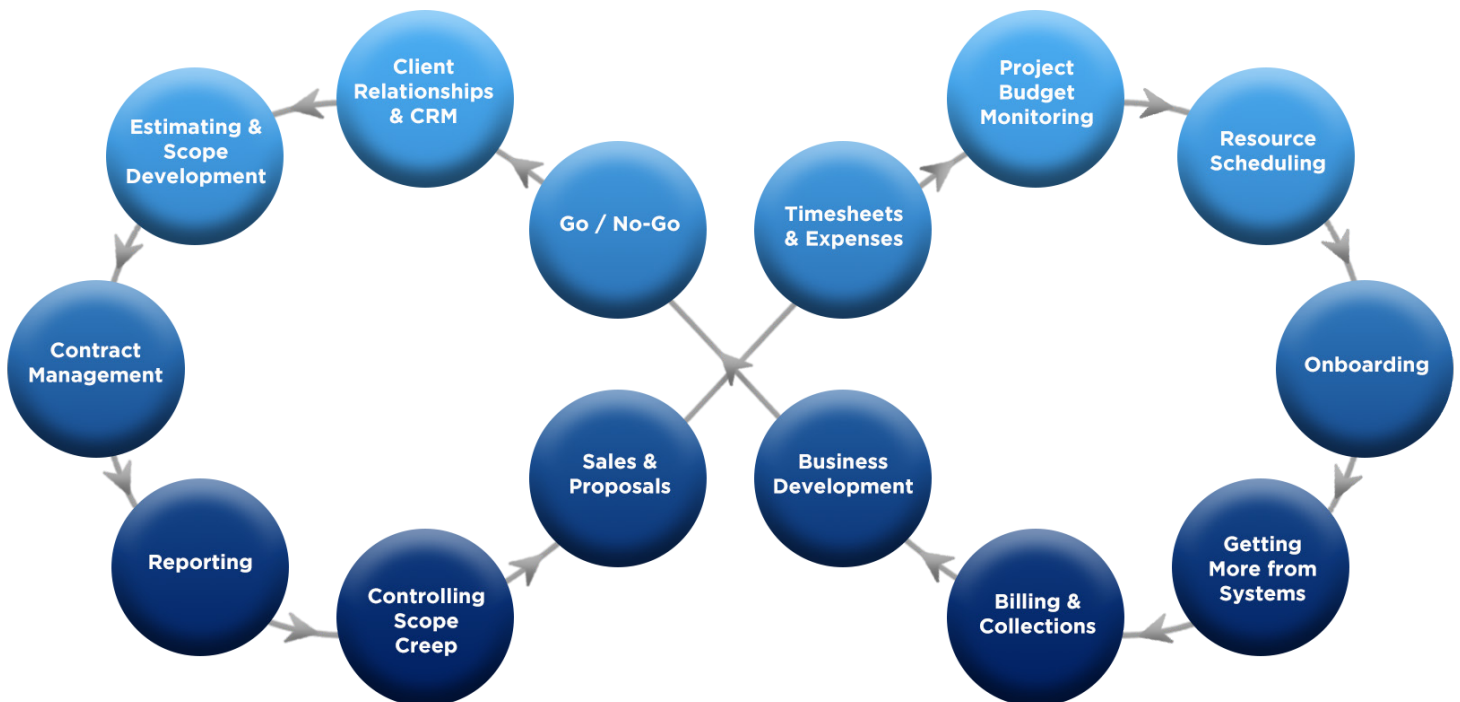 Client
Relationships
& CRM
Estimating &
Scope
Development
Go / No-Go
Contract
Management
Reporting
Controlling
Scope
Creep
Sales &
Proposals
Timesheets
& Expenses
Project
Budget
Monitoring
Resource
Scheduling
Onboarding
Getting
More from
Systems
Billing &
Collections
Business
Development